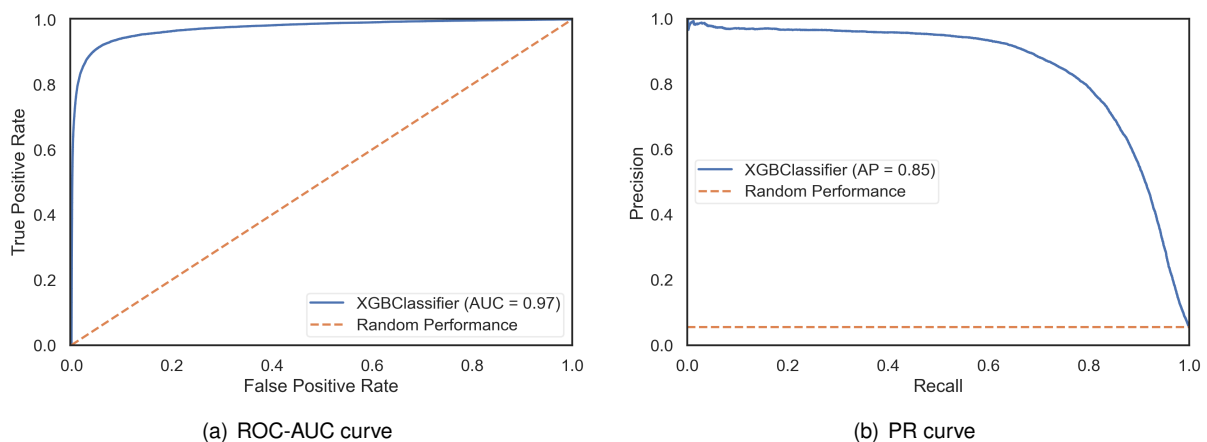 1.0
0.8
0.6
0.4
0.2
0.0
True Positive Rate
XGBClassifier (AUC = 0.97)
Random Performance
0.0 0.2 0.4 0.6 0.8 1.0
False Positive Rate
(a) ROC-AUC curve
1.0
0.8
0.6
0.4
0.2
0.0
Precision
XGBClassifier (AP = 0.85)
Random Performance
0.0 0.2 0.4 0.6 0.8 1.0
Recall
(b) PR curve